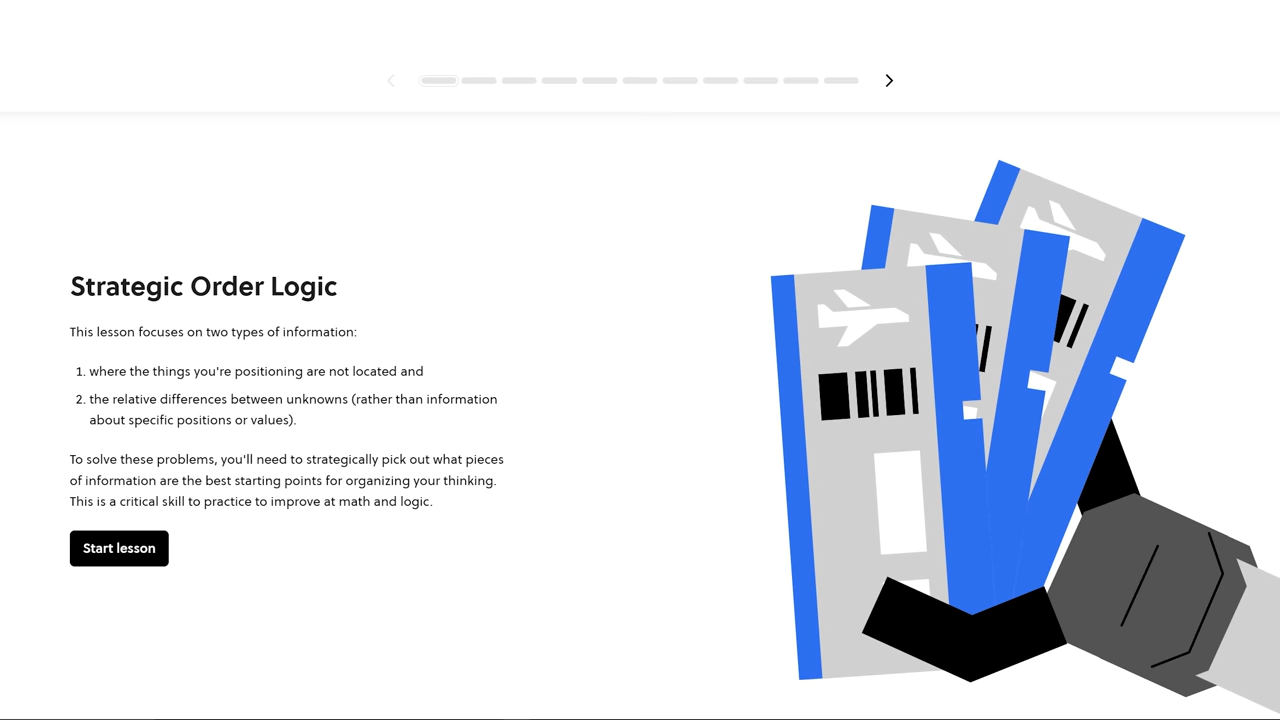 Strategic Order Logic
This lesson focuses on two types of information:
1. where the things you're positioning are not located and
2. the relative differences between unknowns (rather than information
about specific positions or values).
To solve these problems, you'll need to strategically pick out what pieces
of information are the best starting points for organizing your thinking.
This is a critical skill to practice to improve at math and logic.
Start lesson